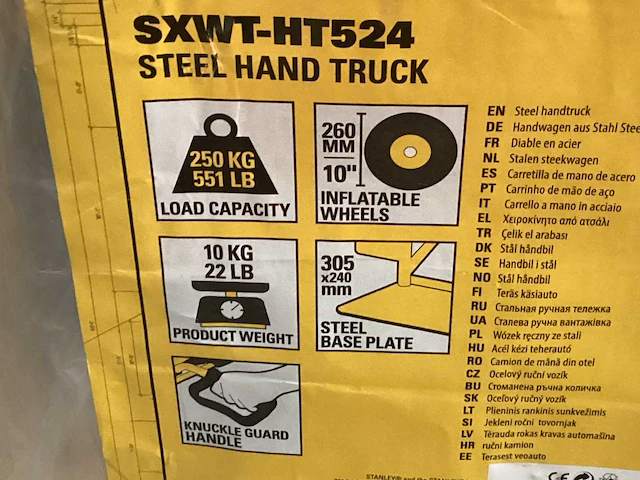 SXWT-HT524
STEEL HAND TRUCK
250 KG
551 LB
LOAD CAPACITY
260
MM
10"
INFLATABLE
WHEELS
10 KG
22 LB
PRODUCT WEIGHT
305
x240
mm
STEEL
BASE PLATE
KNUCKLE GUARD
HANDLE
EN Steel handtruck
DE Handwagen aus Stahl Stee
FR Diable en acier
NL Stalen steekwagen
ES Carretilla de mano de acero
PT Carrinho de mão de aço
IT Carrello a mano in acciaio
EL Χειροκίνητο από ατσάλι
TR Çelik el arabası
DK Stål håndbil
SE Handbil i stål
NO Stål håndbil
FI Teräs käsiauto
RU Стальная ручная тележка
UA Сталева ручна вантажівка
PL Wózek ręczny ze stali
HU Acél kézi teherautó
RO Camion de mână din otel
CZ Ocelový ruční vozík
BU Стоманена ръчна количка
SK Oceľový ručný vozík
LT Plieninis rankinis sunkvežimis
SI Jekleni ročni tovornjak
LV Tērauda rokas kravas automašīna
HR ručni kamion
EE Terasest veoauto
STANLEY® and the
CE